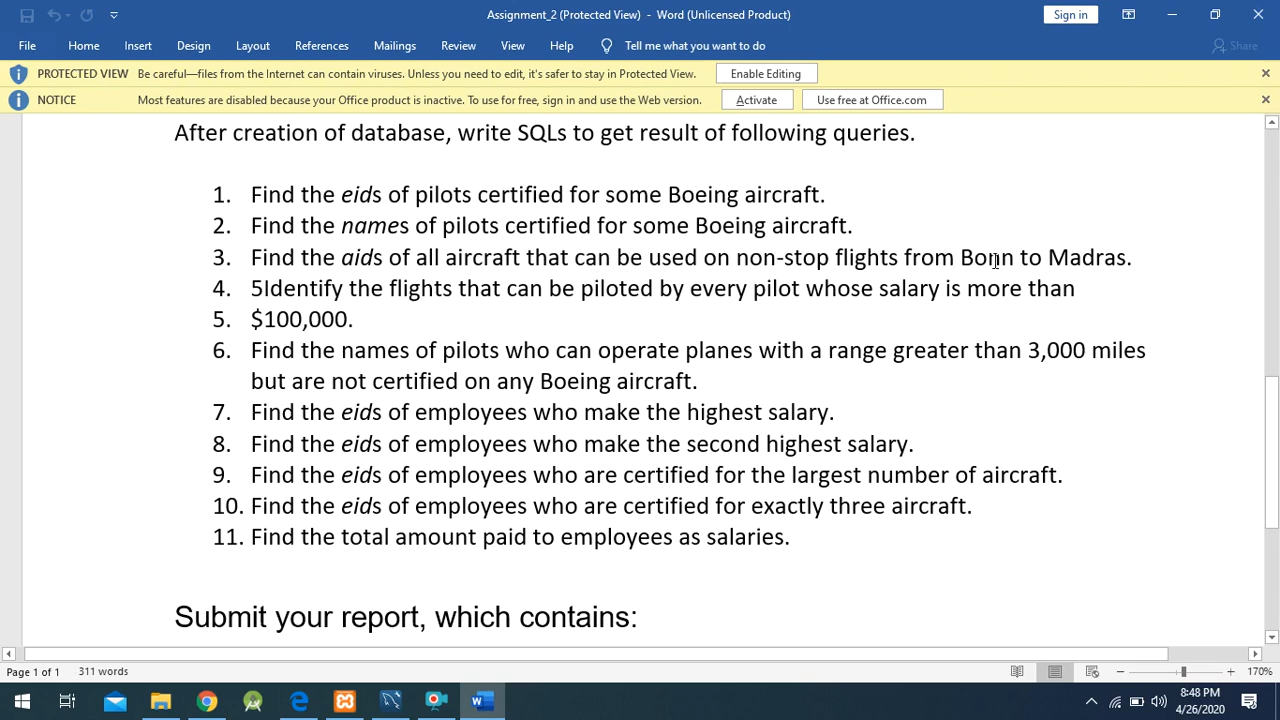 Assignment_2 (Protected View) - Word (Unlicensed Product)
Sign in
File Home Insert Design Layout References Mailings Review View Help Tell me what you want to do Share
PROTECTED VIEW Be careful—files from the Internet can contain viruses. Unless you need to edit, it's safer to stay in Protected View. Enable Editing
NOTICE Most features are disabled because your Office product is inactive. To use for free, sign in and use the Web version. Activate Use free at Office.com
After creation of database, write SQLs to get result of following queries.
1. Find the eids of pilots certified for some Boeing aircraft.
2. Find the names of pilots certified for some Boeing aircraft.
3. Find the aids of all aircraft that can be used on non-stop flights from Bonn to Madras.
4. 5Identify the flights that can be piloted by every pilot whose salary is more than
5. $100,000.
6. Find the names of pilots who can operate planes with a range greater than 3,000 miles
but are not certified on any Boeing aircraft.
7. Find the eids of employees who make the highest salary.
8. Find the eids of employees who make the second highest salary.
9. Find the eids of employees who are certified for the largest number of aircraft.
10. Find the eids of employees who are certified for exactly three aircraft.
11. Find the total amount paid to employees as salaries.
Submit your report, which contains:
Page 1 of 1 311 words 170%
8:48 PM
4/26/2020